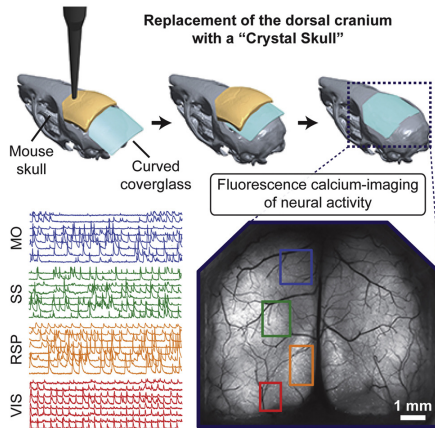 Replacement of the dorsal cranium
with a “Crystal Skull”
Mouse
skull
Curved
coverglass
Fluorescence calcium-imaging
of neural activity
MO
SS
RSP
VIS
1 mm